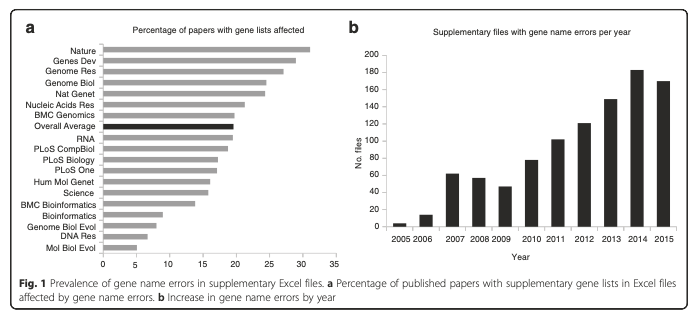 a
Percentage of papers with gene lists affected
Nature
Genes Dev
Genome Res
Genome Biol
Nat Genet
Nucleic Acids Res
BMC Genomics
Overall Average
RNA
PLoS CompBiol
PLoS Biology
PLoS One
Hum Mol Genet
Science
BMC Bioinformatics
Bioinformatics
Genome Biol Evol
DNA Res
Mol Biol Evol
0 5 10 15 20 25 30 35
b
Supplementary files with gene name errors per year
200
180
160
140
120
100
80
60
40
20
0
No. files
2005 2006 2007 2008 2009 2010 2011 2012 2013 2014 2015
Year
Fig. 1 Prevalence of gene name errors in supplementary Excel files. a Percentage of published papers with supplementary gene lists in Excel files
affected by gene name errors. b Increase in gene name errors by year